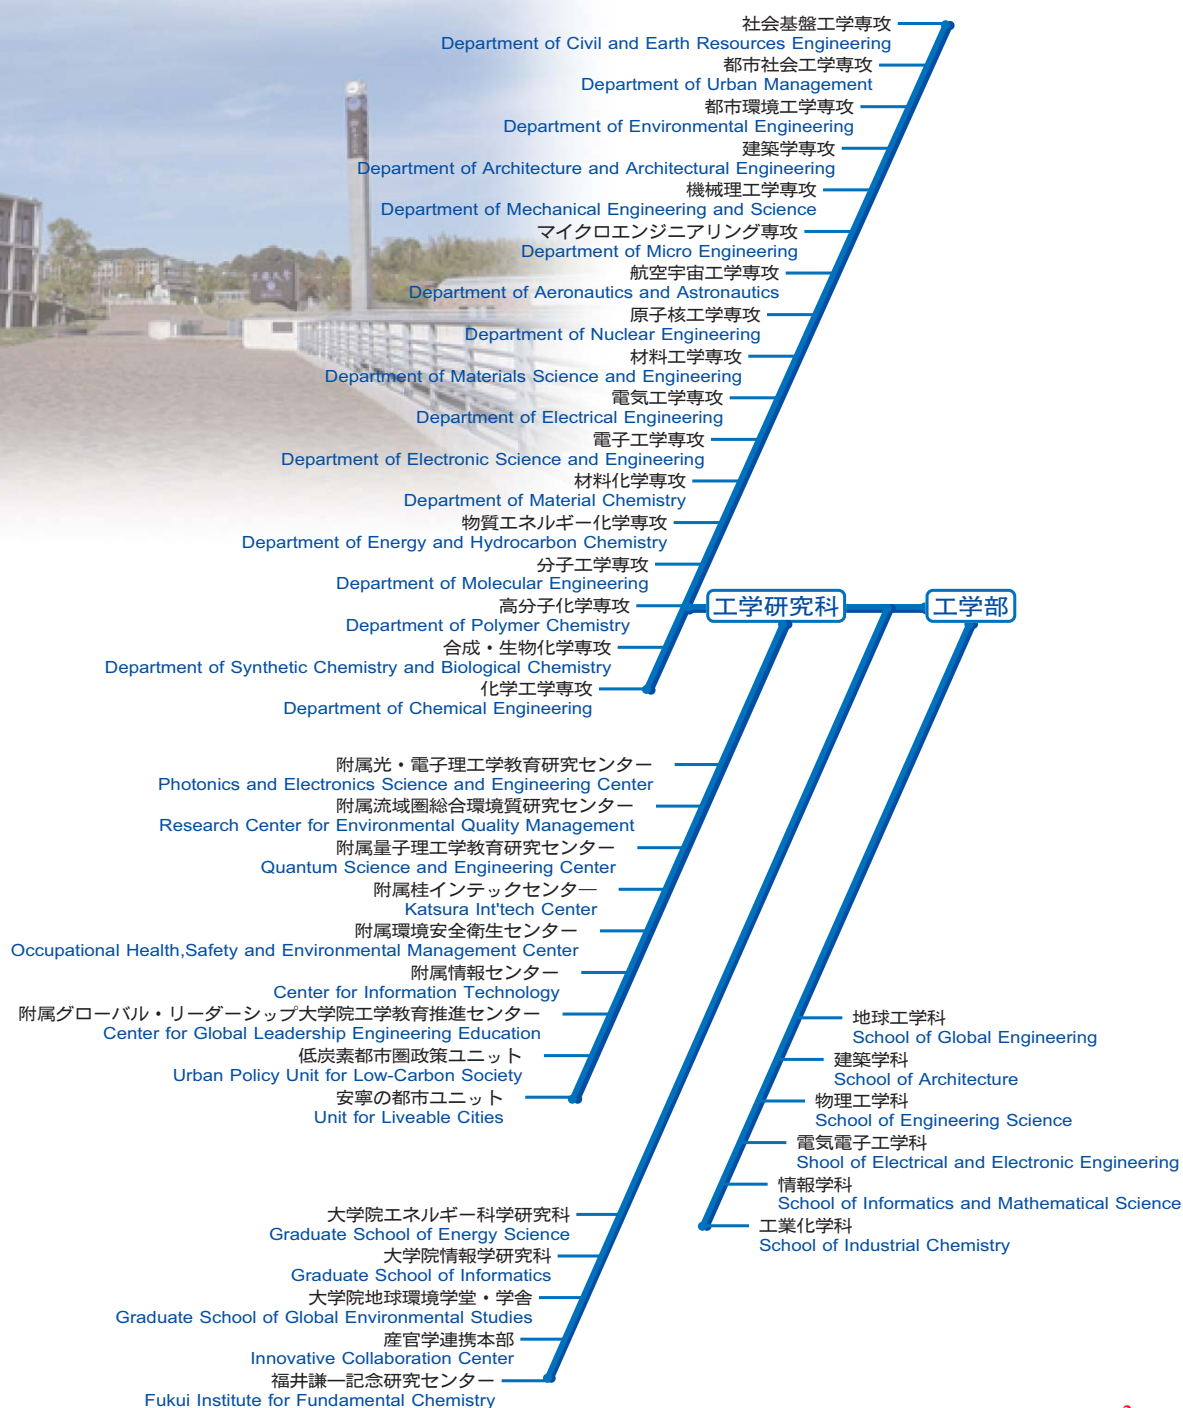 社会基盤工学専攻
Department of Civil and Earth Resources Engineering
都市社会工学専攻
Department of Urban Management
都市環境工学専攻
Department of Environmental Engineering
建築学専攻
Department of Architecture and Architectural Engineering
機械理工学専攻
Department of Mechanical Engineering and Science
マイクロエンジニアリング専攻
Department of Micro Engineering
航空宇宙工学専攻
Department of Aeronautics and Astronautics
原子核工学専攻
Department of Nuclear Engineering
材料工学専攻
Department of Materials Science and Engineering
電気工学専攻
Department of Electrical Engineering
電子工学専攻
Department of Electronic Science and Engineering
材料化学専攻
Department of Material Chemistry
物質エネルギー化学専攻
Department of Energy and Hydrocarbon Chemistry
分子工学専攻
Department of Molecular Engineering
高分子化学専攻
Department of Polymer Chemistry
合成・生物化学専攻
Department of Synthetic Chemistry and Biological Chemistry
化学工学専攻
Department of Chemical Engineering
工学研究科
工学部
附属光・電子理工学教育研究センター
Photonics and Electronics Science and Engineering Center
附属流域圏総合環境質研究センター
Research Center for Environmental Quality Management
附属量子理工学教育研究センター
Quantum Science and Engineering Center
附属桂インテックセンター
Katsura Int'tech Center
附属環境安全衛生センター
Occupational Health,Safety and Environmental Management Center
附属情報センター
Center for Information Technology
附属グローバル・リーダーシップ大学院工学教育推進センター
Center for Global Leadership Engineering Education
低炭素都市圏政策ユニット
Urban Policy Unit for Low-Carbon Society
安寧の都市ユニット
Unit for Liveable Cities
地球工学科
School of Global Engineering
建築学科
School of Architecture
物理工学科
School of Engineering Science
電気電子工学科
Shool of Electrical and Electronic Engineering
情報学科
School of Informatics and Mathematical Science
工業化学科
School of Industrial Chemistry
大学院エネルギー科学研究科
Graduate School of Energy Science
大学院情報学研究科
Graduate School of Informatics
大学院地球環境学堂・学舎
Graduate School of Global Environmental Studies
産官学連携本部
Innovative Collaboration Center
福井謙一記念研究センター
Fukui Institute for Fundamental Chemistry